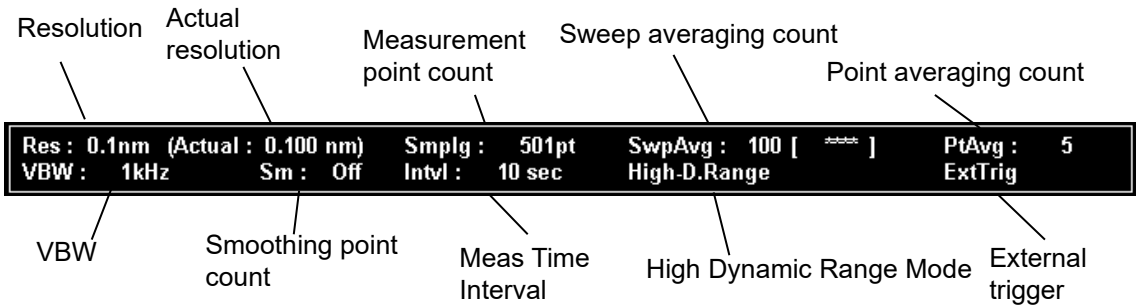 Resolution
Actual
resolution
Measurement
point count
Sweep averaging count
Point averaging count
Res : 0.1nm (Actual : 0.100 nm) Smplg : 501pt SwpAvg : 100 [ **** ] PtAvg : 5
VBW : 1kHz Sm : Off Intvl : 10 sec High-D.Range ExtTrig
VBW
Smoothing point
count
Meas Time
Interval
High Dynamic Range Mode
External
trigger